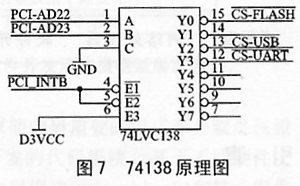 PCI-AD22 1 A Y0 15 CS-FLASH
PCI-AD23 2 B Y1 14
3 C Y2 13 CS-USB
Y3 12 CS-UART
GND Y4 11
PCI_INTB 4 E1 Y5 10
5 E2 Y6 9
6 E3 Y7 7
D3VCC 74LVC138
图7 74138原理图